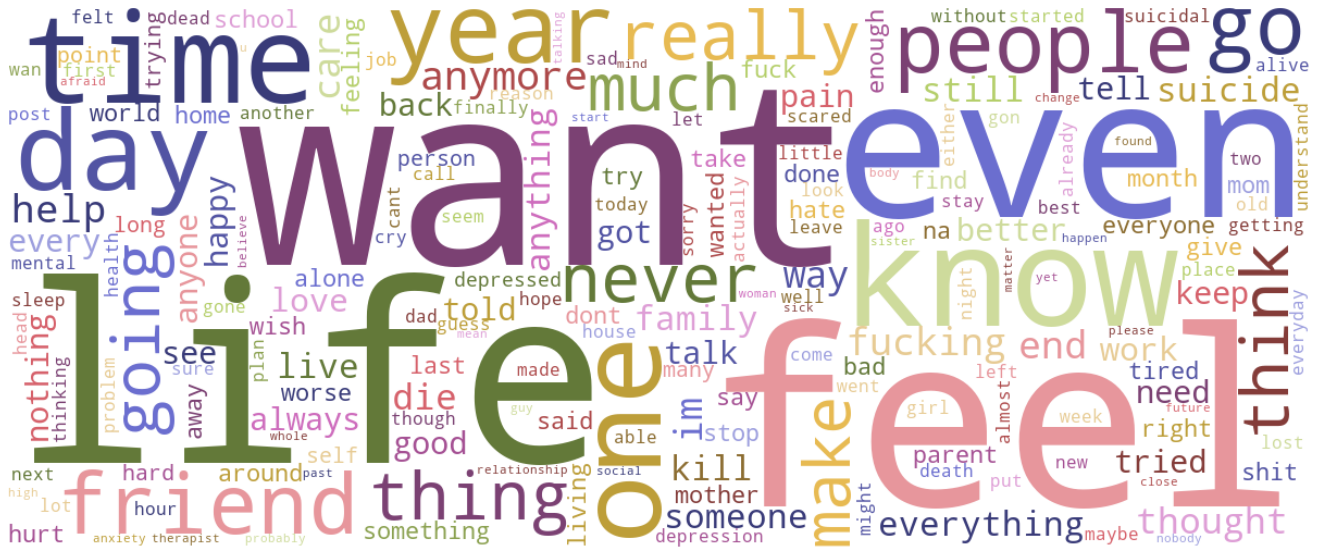 felt dead school
time year really people go
without started suicidal
point trying care feeling job sad mind talking u
wan first afraid
anymore much fuck enough alive
reason pain still tell suicide change
post world home another back finally
start let scared gon
day want even
person call anything try take little done either found already two understand
help happy cant seem today wanted actually look find month mom
body stay best old
every long anyone cry got sorry hate leave ago na better everyone getting
sister happen
mental health believe going alone depressed never way know give
woman well night matter yet place
sleep gone love hope sick keep think
life told dad guess dont family
head nothing thinking wish mean house
see sure plan live one talk feel fucking end work please everyday
come
problem away worse last made many bad left tired
went
always die guy im say make girl almost week need future
though said stop
whole good able right
self parent lost
next hard around past relationship social kill death new tried shit
put close
high lot friend hour thing living mother
someone might everything maybe thought
hurt anxiety therapist probably something depression nobody